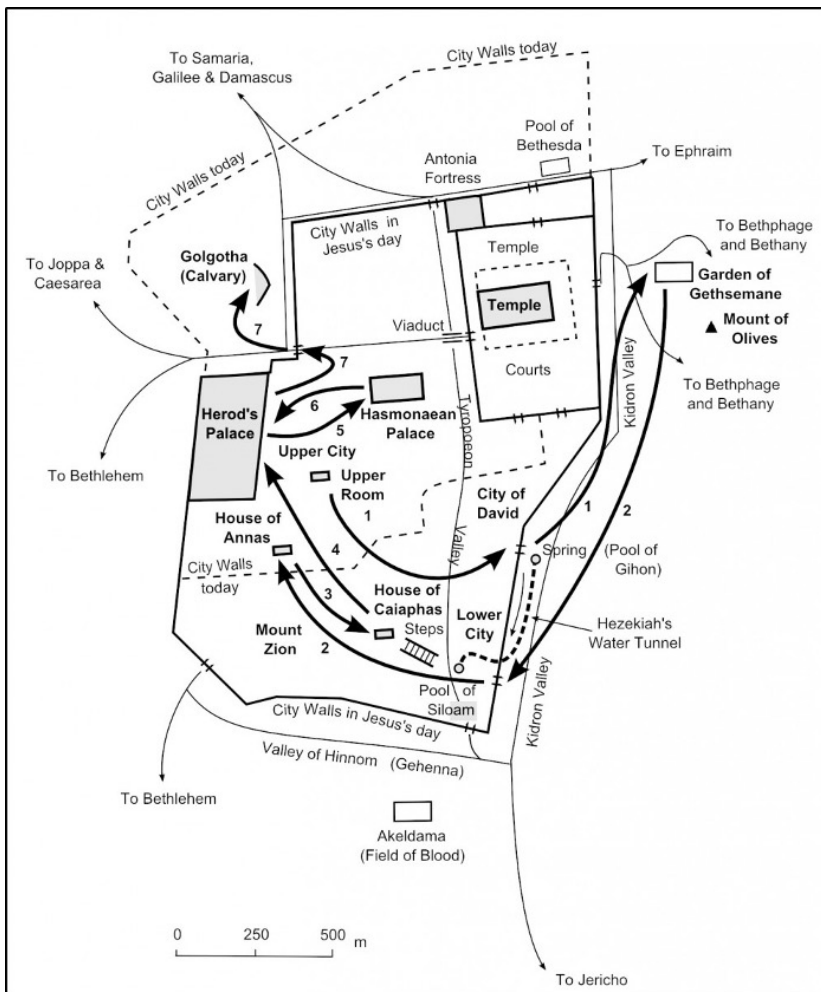 To Samaria,
Galilee & Damascus
City Walls today
Pool of
Bethesda
To Ephraim
Antonia
Fortress
City Walls today
City Walls in
Jesus's day
Temple
To Bethphage
and Bethany
Golgotha
(Calvary)
To Joppa &
Caesarea
Garden of
Gethsemane
Temple
Mount of
Olives
7
Viaduct
7
Courts
Kidron Valley
To Bethphage
and Bethany
Herod's
Palace
6
5
Hasmonaean
Palace
Tyropoeon
Upper City
To Bethlehem
Upper
Room
City of
David
1
1
2
House of
Annas
4
Valley
Spring (Pool of
Gihon)
City Walls
today
3
House of
Caiaphas
Lower
City
Hezekiah's
Water Tunnel
Steps
Mount
Zion
2
Pool of
Siloam
Kidron Valley
City Walls in Jesus's day
Valley of Hinnom (Gehenna)
To Bethlehem
Akeldama
(Field of Blood)
0 250 500 m
To Jericho